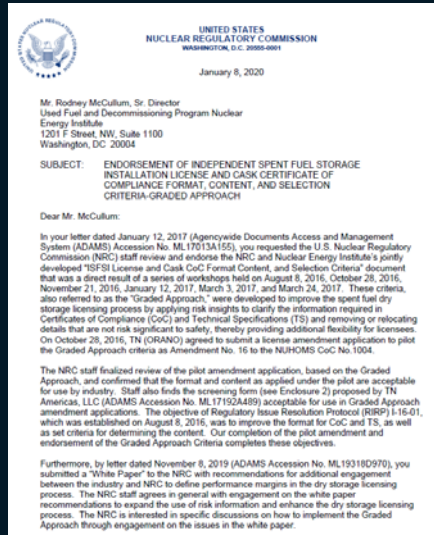 UNITED STATES
NUCLEAR REGULATORY COMMISSION
WASHINGTON, D.C. 20555-0001
January 8, 2020
Mr. Rodney McCullum, Sr. Director
Used Fuel and Decommissioning Program Nuclear
Energy Institute
1201 F Street, NW, Suite 1100
Washington, DC 20004
SUBJECT: ENDORSEMENT OF INDEPENDENT SPENT FUEL STORAGE
INSTALLATION LICENSE AND CASK CERTIFICATE OF
COMPLIANCE FORMAT, CONTENT, AND SELECTION
CRITERIA-GRADED APPROACH
Dear Mr. McCullum:
In your letter dated January 12, 2017 (Agencywide Documents Access and Management
System (ADAMS) Accession No. ML17013A155), you requested the U.S. Nuclear Regulatory
Commission (NRC) staff review and endorse the NRC and Nuclear Energy Institute's jointly
developed "ISFSI License and Cask CoC Format Content, and Selection Criteria" document
that was a direct result of a series of workshops held on August 8, 2016, October 28, 2016,
November 21, 2016, January 12, 2017, March 3, 2017, and March 24, 2017. These criteria,
also referred to as the "Graded Approach," were developed to improve the spent fuel dry
storage licensing process by applying risk insights to clarify the information required in
Certificates of Compliance (CoC) and Technical Specifications (TS) and removing or relocating
details that are not risk significant to safety, thereby providing additional flexibility for licensees.
On October 28, 2016, TN (ORANO) agreed to submit a license amendment application to pilot
the Graded Approach criteria as Amendment No. 16 to the NUHOMS CoC No.1004.
The NRC staff finalized review of the pilot amendment application, based on the Graded
Approach, and confirmed that the format and content as applied under the pilot are acceptable
for use by industry. Staff also finds the screening form (see Enclosure 2) proposed by TN
Americas, LLC (ADAMS Accession No. ML17192A489) acceptable for use in Graded Approach
amendment applications. The objective of Regulatory Issue Resolution Protocol (RIRP) I-16-01,
which was established on August 8, 2016, was to improve the format for CoC and TS, as well
as set criteria for determining the content. Our completion of the pilot amendment and
endorsement of the Graded Approach Criteria completes these objectives.
Furthermore, by letter dated November 8, 2019 (ADAMS Accession No. ML19318D970), you
submitted a "White Paper" to the NRC with recommendations for additional engagement
between the industry and NRC to define performance margins in the dry storage licensing
process. The NRC staff agrees in general with engagement on the white paper
recommendations to expand the use of risk information and enhance the dry storage licensing
process. The NRC is interested in specific discussions on how to implement the Graded
Approach through engagement on the issues in the white paper.